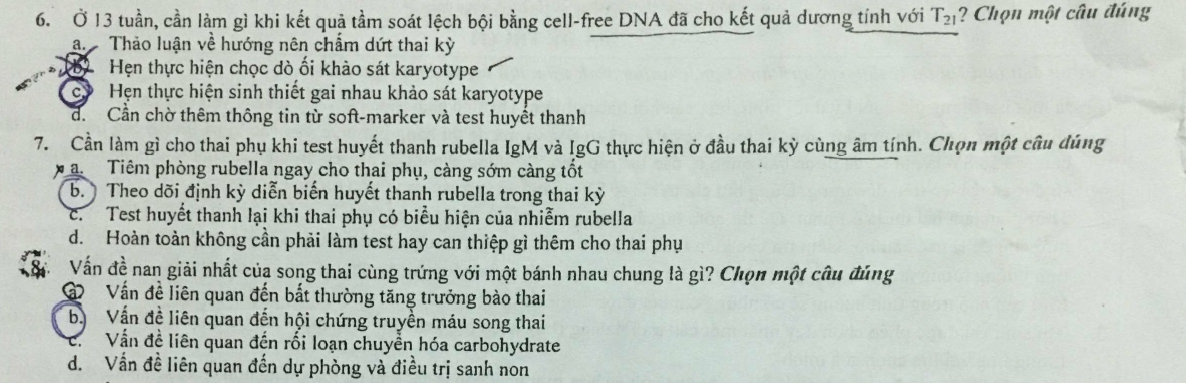 6. Ở 13 tuần, cần làm gì khi kết quả tầm soát lệch bội bằng cell-free DNA đã cho kết quả dương tính với T21? Chọn một câu đúng
a. Thảo luận về hướng nên chấm dứt thai kỳ
b. Hẹn thực hiện chọc dò ối khảo sát karyotype
c. Hẹn thực hiện sinh thiết gai nhau khảo sát karyotype
d. Cần chờ thêm thông tin từ soft-marker và test huyết thanh
7. Cần làm gì cho thai phụ khi test huyết thanh rubella IgM và IgG thực hiện ở đầu thai kỳ cùng âm tính. Chọn một câu đúng
a. Tiêm phòng rubella ngay cho thai phụ, càng sớm càng tốt
b. Theo dõi định kỳ diễn biến huyết thanh rubella trong thai kỳ
c. Test huyết thanh lại khi thai phụ có biểu hiện của nhiễm rubella
d. Hoàn toàn không cần phải làm test hay can thiệp gì thêm cho thai phụ
8. Vấn đề nan giải nhất của song thai cùng trứng với một bánh nhau chung là gì? Chọn một câu đúng
a Vấn đề liên quan đến bất thường tăng trưởng bào thai
b. Vấn đề liên quan đến hội chứng truyền máu song thai
c. Vấn đề liên quan đến rối loạn chuyển hóa carbohydrate
d. Vấn đề liên quan đến dự phòng và điều trị sanh non